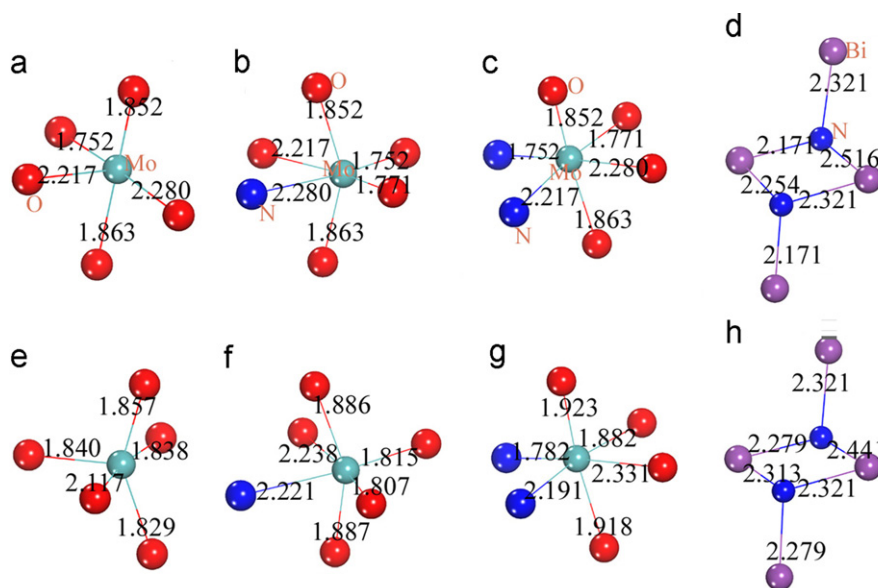 a
1.852
1.752
Mo
2.217
2.280
O
1.863
b
O
1.852
2.217
1.752
Mo
2.280
1.771
N
1.863
c
O
1.852
1.771
1.752
2.280
Mo
2.217
N
1.863
d
Bi
2.321
N
2.171
2.516
2.254
2.321
2.171
e
1.857
1.840
1.838
2.117
1.829
f
1.886
2.238
1.815
2.221
1.807
1.887
g
1.923
1.882
1.782
2.331
2.191
1.918
h
2.321
2.279
2.313
2.321
2.279